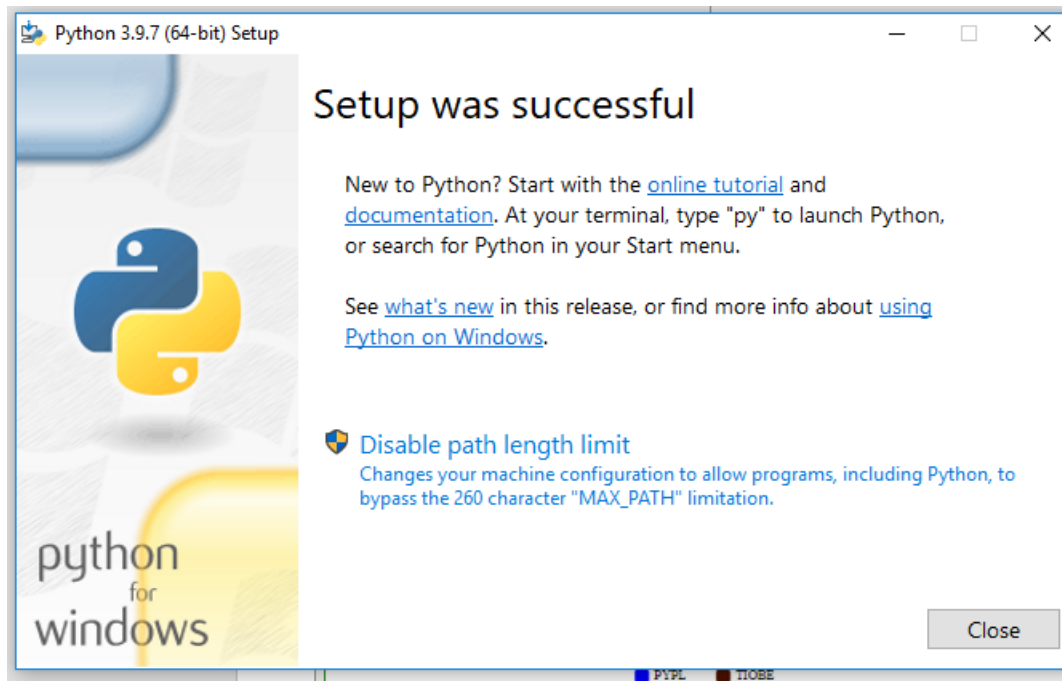 Python 3.9.7 (64-bit) Setup
Setup was successful
New to Python? Start with the online tutorial and
documentation. At your terminal, type "py" to launch Python,
or search for Python in your Start menu.
See what's new in this release, or find more info about using
Python on Windows.
Disable path length limit
Changes your machine configuration to allow programs, including Python, to
bypass the 260 character "MAX_PATH" limitation.
python
for
windows
Close
PYPL TIOBE